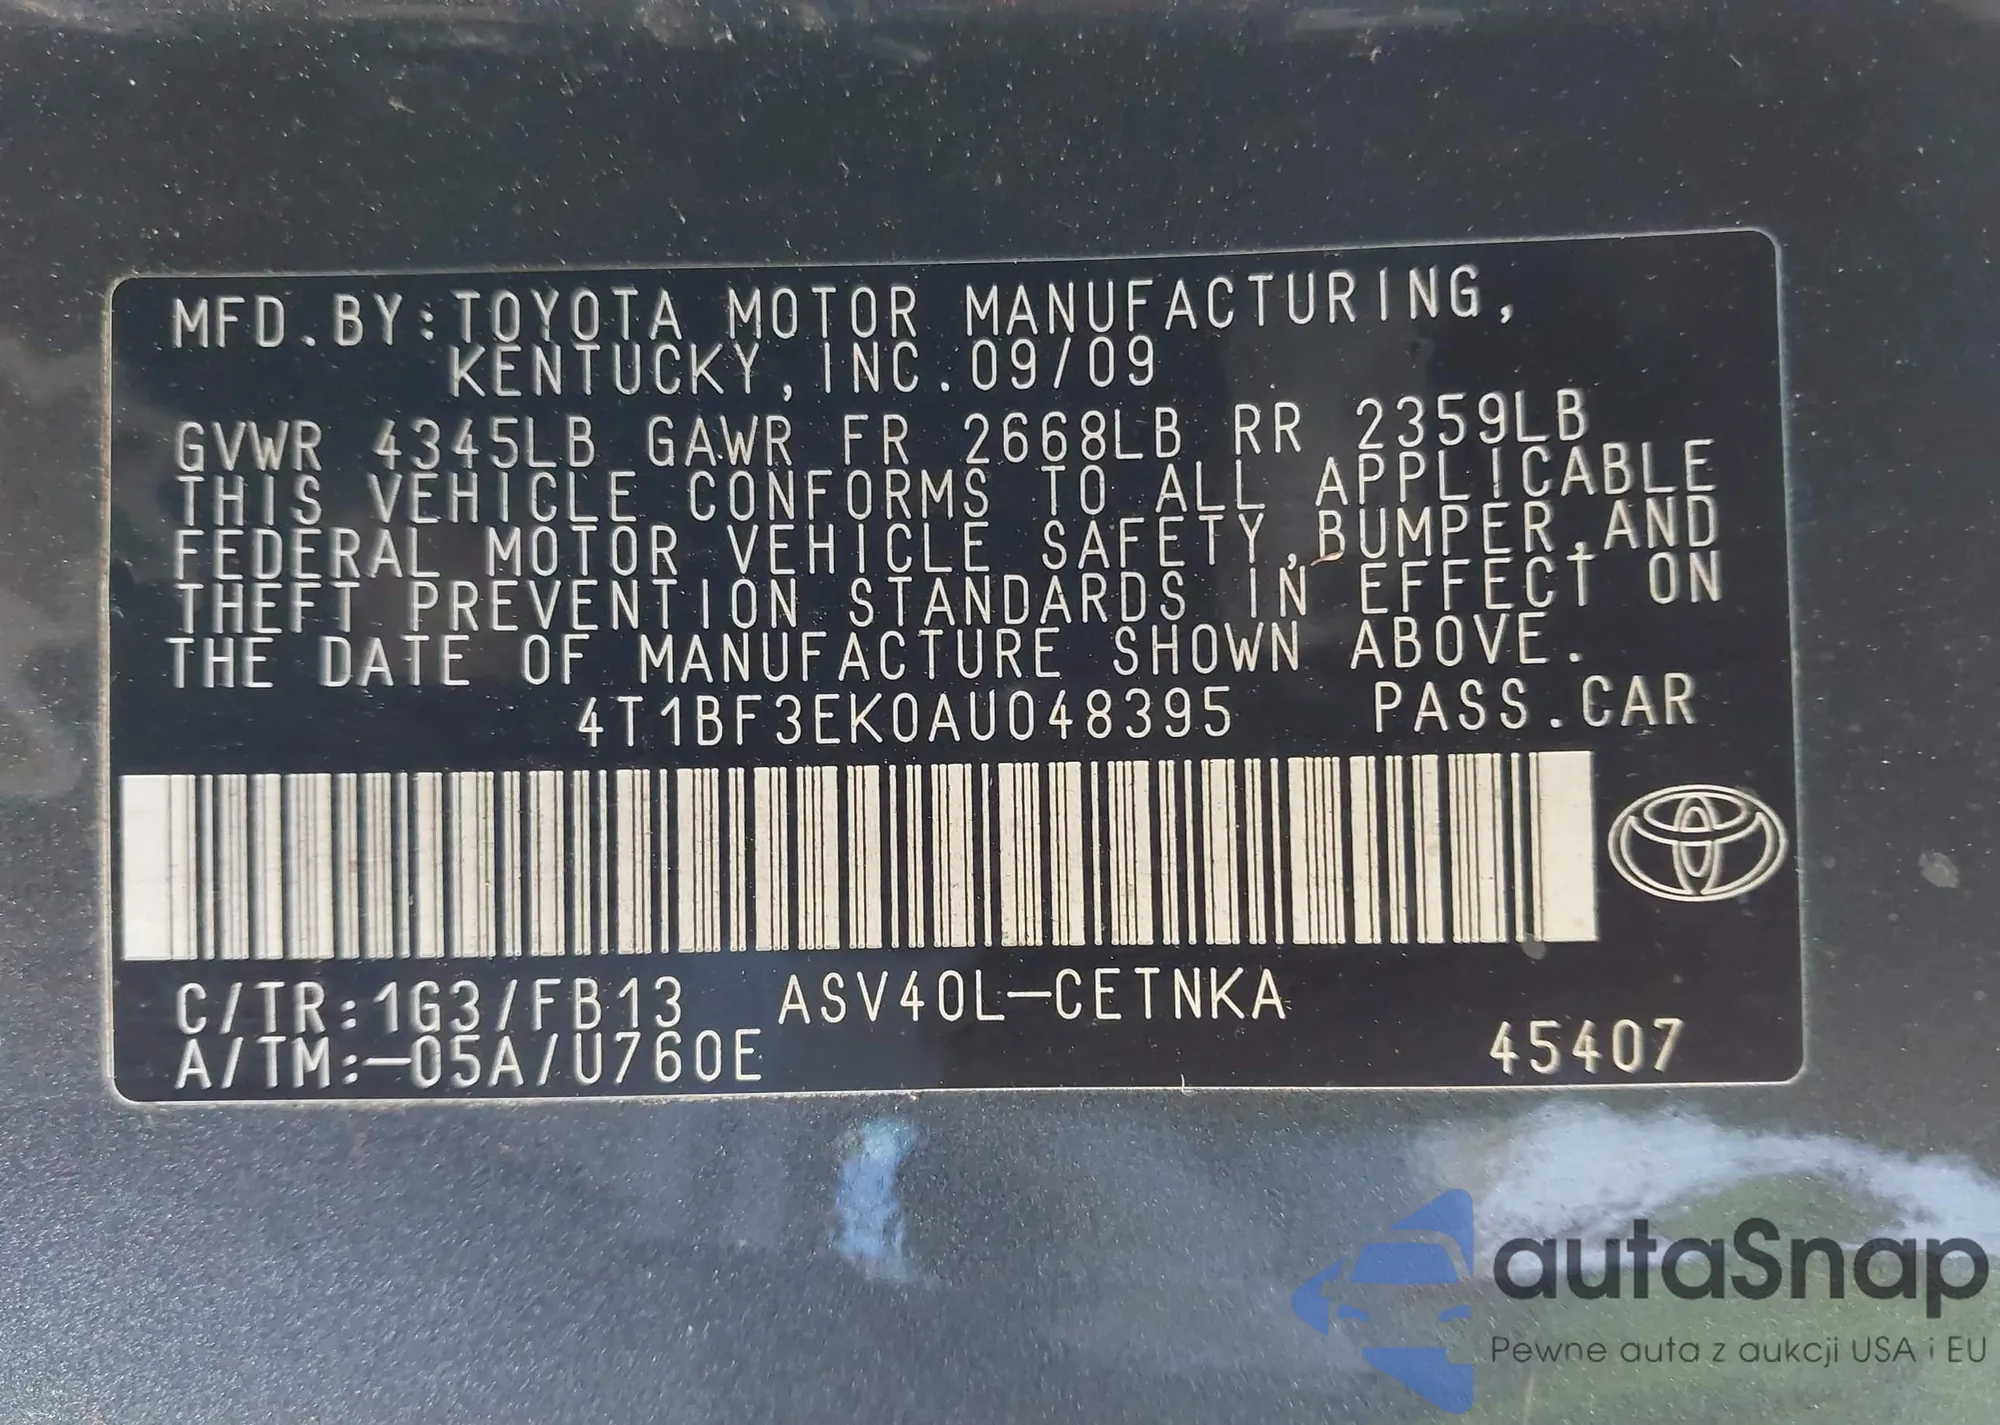 MFD.BY:TOYOTA MOTOR MANUFACTURING,
KENTUCKY,INC.09/09
GVWR 4345LB GAWR FR 2668LB RR 2359LB
THIS VEHICLE CONFORMS TO ALL APPLICABLE
FEDERAL MOTOR VEHICLE SAFETY,BUMPER,AND
THEFT PREVENTION STANDARDS IN EFFECT ON
THE DATE OF MANUFACTURE SHOWN ABOVE.
4T1BF3EK0AU048395 PASS.CAR
C/TR:1G3/FB13 ASV40L-CETNKA
A/TM:-05A/U760E 45407
autaSnap
Pewne auta z aukcji USA i EU